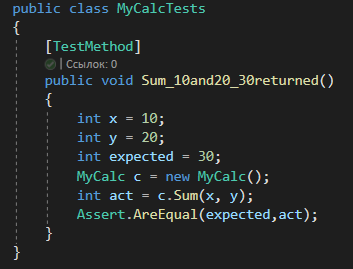 public class MyCalcTests
{
[TestMethod]
| Ссылок: 0
public void Sum_10and20_30returned()
{
int x = 10;
int y = 20;
int expected = 30;
MyCalc c = new MyCalc();
int act = c.Sum(x, y);
Assert.AreEqual(expected,act);
}
}